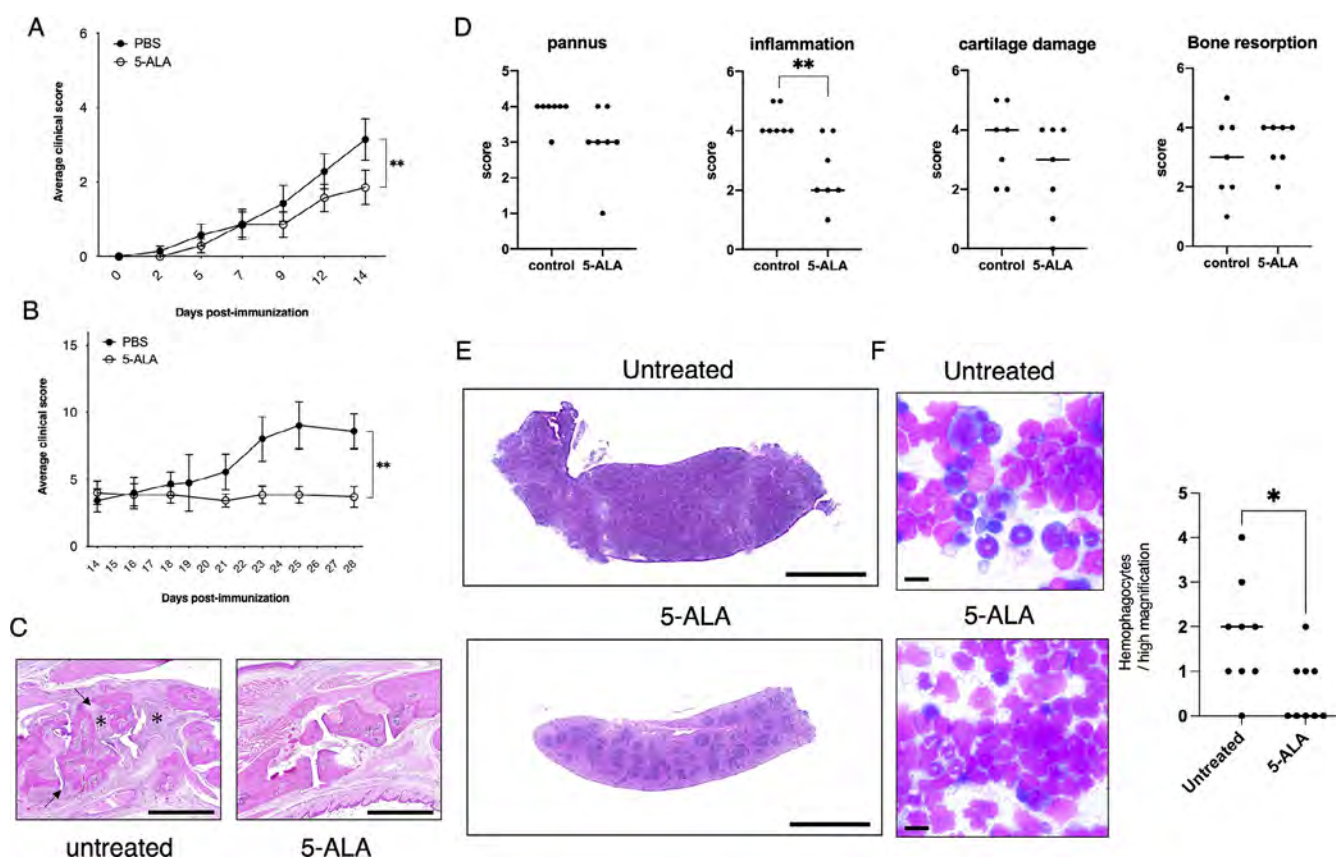 A
6
4
2
0
Average clinical score
PBS
5-ALA
**
0
2
5
7
9
12
14
Days post-immunization
B
15
10
5
0
Average clinical score
PBS
5-ALA
**
14
15
16
17
18
19
20
21
22
23
24
25
26
27
28
Days post-immunization
C
*
*
untreated
5-ALA
D
pannus
5
4
3
2
1
0
score
control
5-ALA
inflammation
**
6
4
2
0
score
control
5-ALA
cartilage damage
6
4
2
0
score
control
5-ALA
Bone resorption
6
4
2
0
score
control
5-ALA
E
Untreated
5-ALA
F
Untreated
5-ALA
Hemophagocytes
/ high magnification
5
4
3
2
1
0
*
Untreated
5-ALA